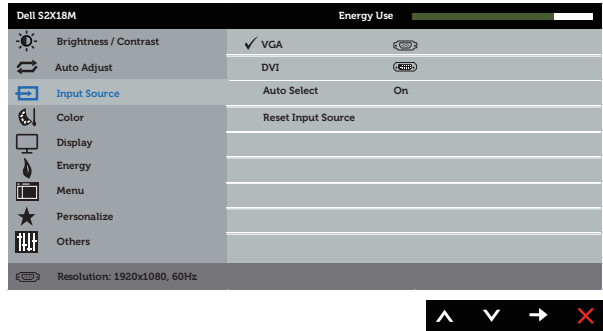 Dell S2X18M Energy Use
Brightness / Contrast VGA
Auto Adjust DVI
Input Source Auto Select On
Color Reset Input Source
Display
Energy
Menu
Personalize
Others
Resolution: 1920x1080, 60Hz